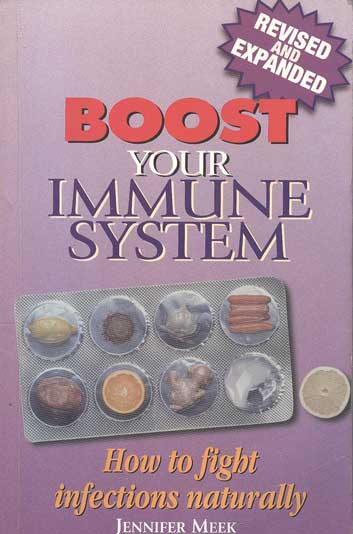 REVISED
AND
EXPANDED
BOOST
YOUR
IMMUNE
SYSTEM
How to fight
infections naturally
JENNIFER MEEK